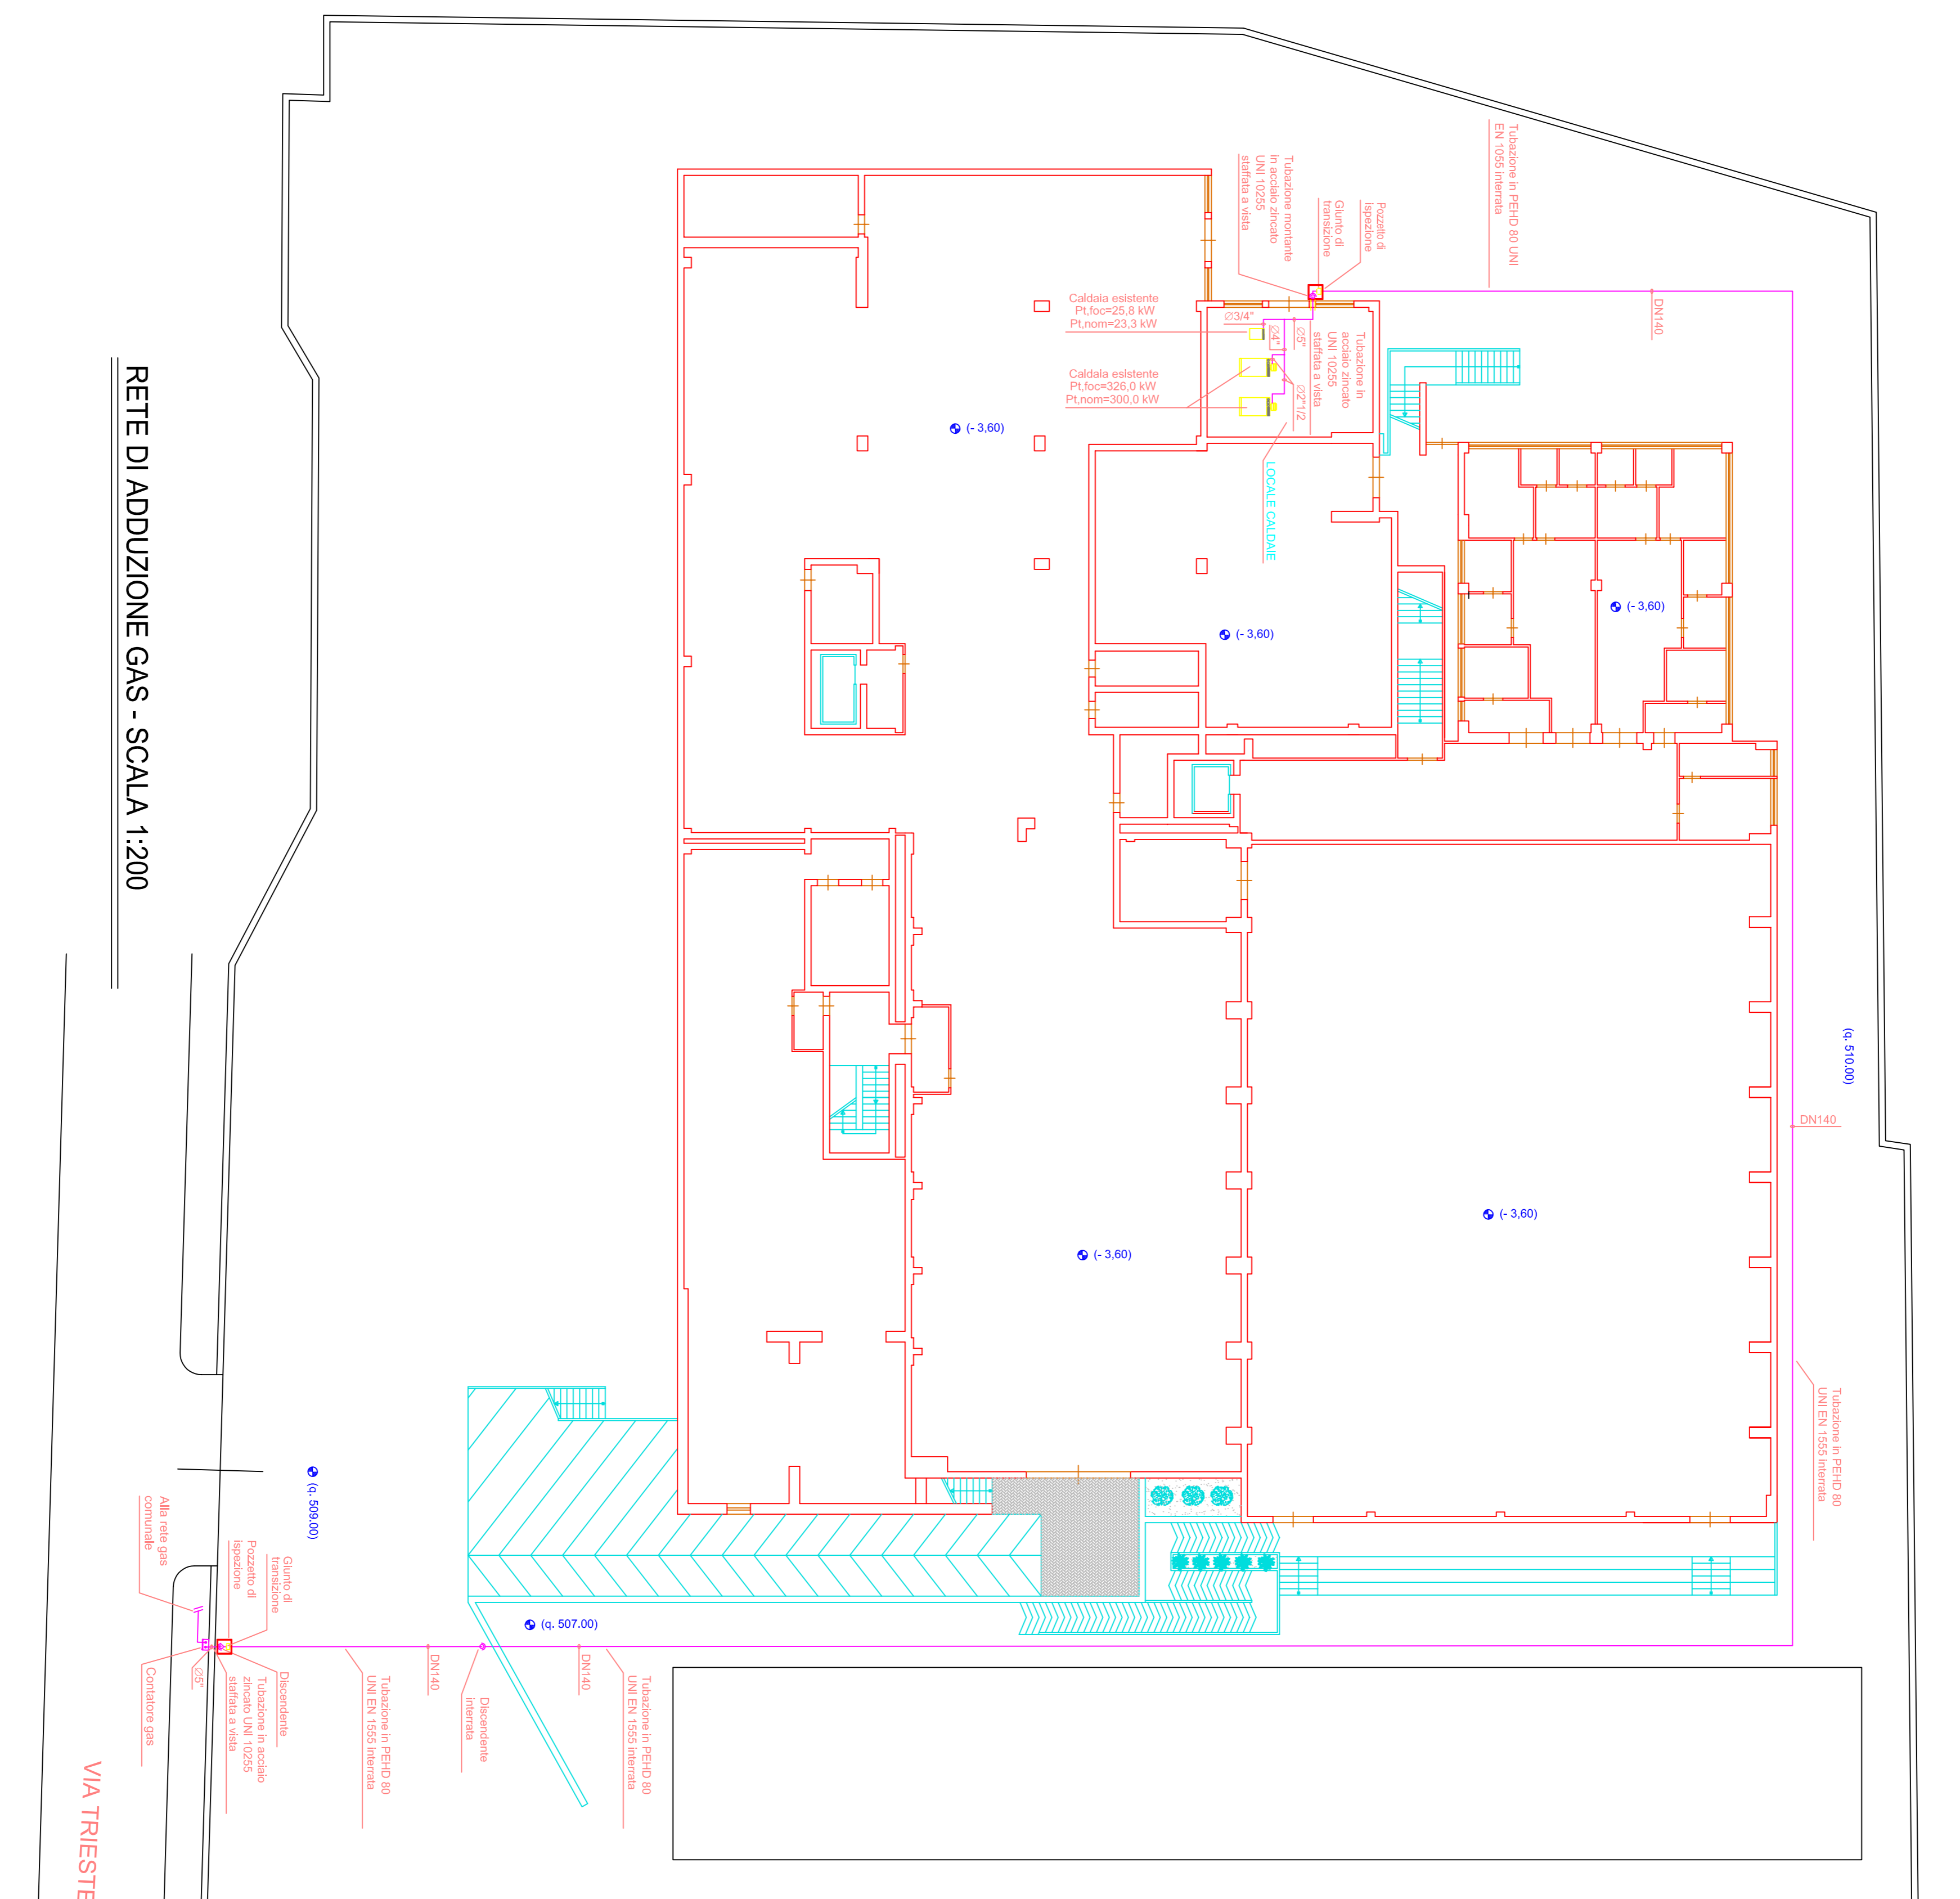 Tubazione in PEHD 80 UNI
EN 1055 interrata
Pozzetto di
ispezione
Giunto di
transizione
Tubazione montante
in acciaio zincato
UNI 10255
staffata a vista
DN140
Caldaia esistente
Pt,foc=25,8 kW
Pt,nom=23,3 kW
Ø3/4"
Ø4"
Ø5"
Tubazione in
acciaio zincato
UNI 10255
staffata a vista
Caldaia esistente
Pt,foc=326,0 kW
Pt,nom=300,0 kW
Ø2"1/2
LOCALE CALDAIE
(- 3,60)
(- 3,60)
(- 3,60)
RETE DI ADDUZIONE GAS - SCALA 1:200
(q. 510.00)
DN140
(- 3,60)
(- 3,60)
Tubazione in PEHD 80
UNI EN 1555 interrata
(q. 509.00)
Alla rete gas
comunale
Pozzetto di
ispezione
Giunto di
transizione
(q. 507.00)
Contatore gas
Ø5"
Discendente
Tubazione in acciaio
zincato UNI 10255
staffata a vista
Tubazione in PEHD 80
UNI EN 1555 interrata
DN140
Discendente
interrata
DN140
Tubazione in PEHD 80
UNI EN 1555 interrata
VIA TRIESTE